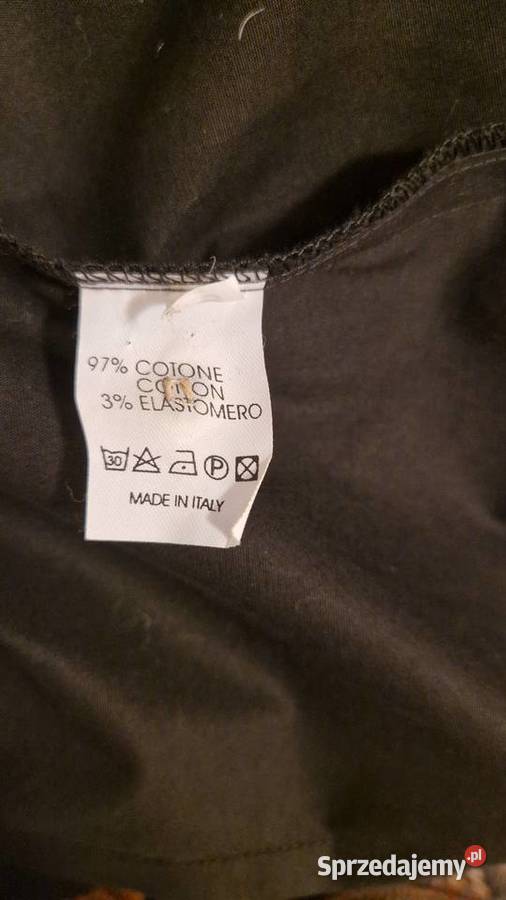 97% COTONE
COTTON
3% ELASTOMERO
30 P
MADE IN ITALY
Sprzedajemy.pl